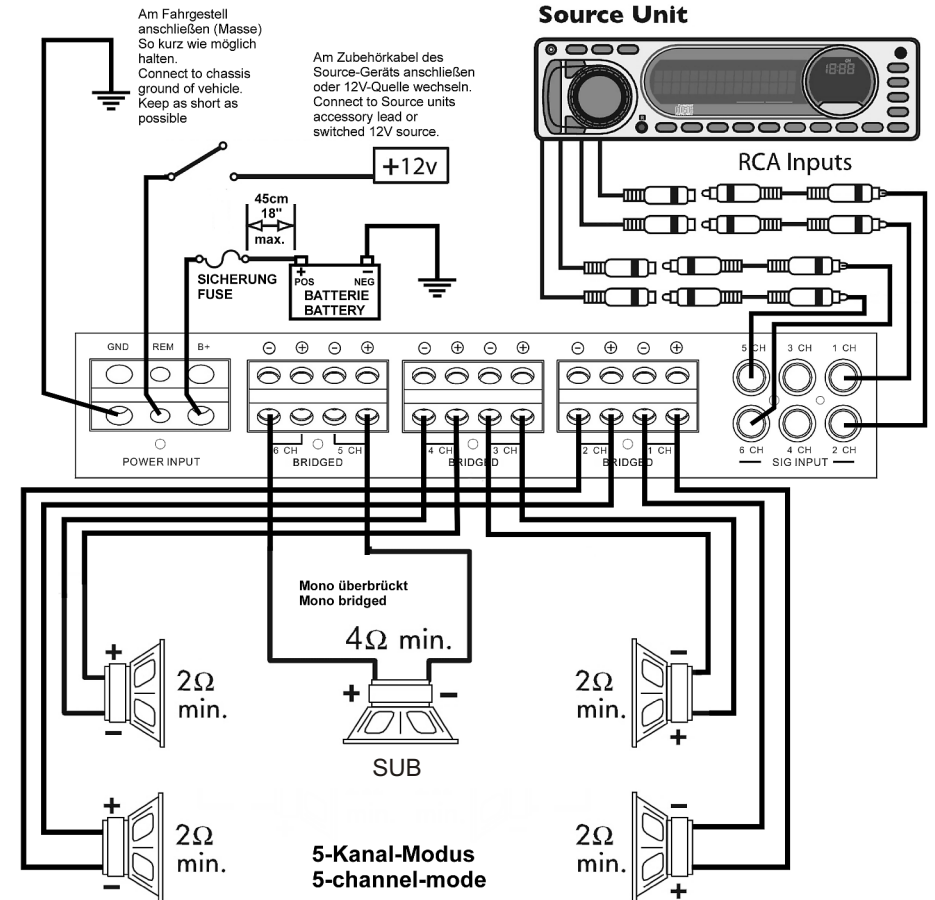 Source Unit
Am Fahrgestell
anschließen (Masse)
So kurz wie möglich
halten.
Connect to chassis
ground of vehicle.
Keep as short as
possible
Am Zubehörkabel des
Source-Geräts anschließen
oder 12V-Quelle wechseln.
Connect to Source units
accessory lead or
switched 12V source.
+12v
18:88
RCA Inputs
45cm
18"
max.
SICHERUNG
FUSE
+ −
POS NEG
BATTERIE
BATTERY
GND REM B+
POWER INPUT
− + − +
6 CH 5 CH
BRIDGED
− + − +
4 CH 3 CH
BRIDGED
− + − +
2 CH 1 CH
BRIDGED
5 CH 3 CH 1 CH
6 CH 4 CH 2 CH
SIG INPUT
Mono überbrückt
Mono bridged
4Ω min.
+ −
SUB
+
2Ω
min.
−
−
2Ω
min.
+
+
2Ω
min.
−
−
2Ω
min.
+
5-Kanal-Modus
5-channel-mode